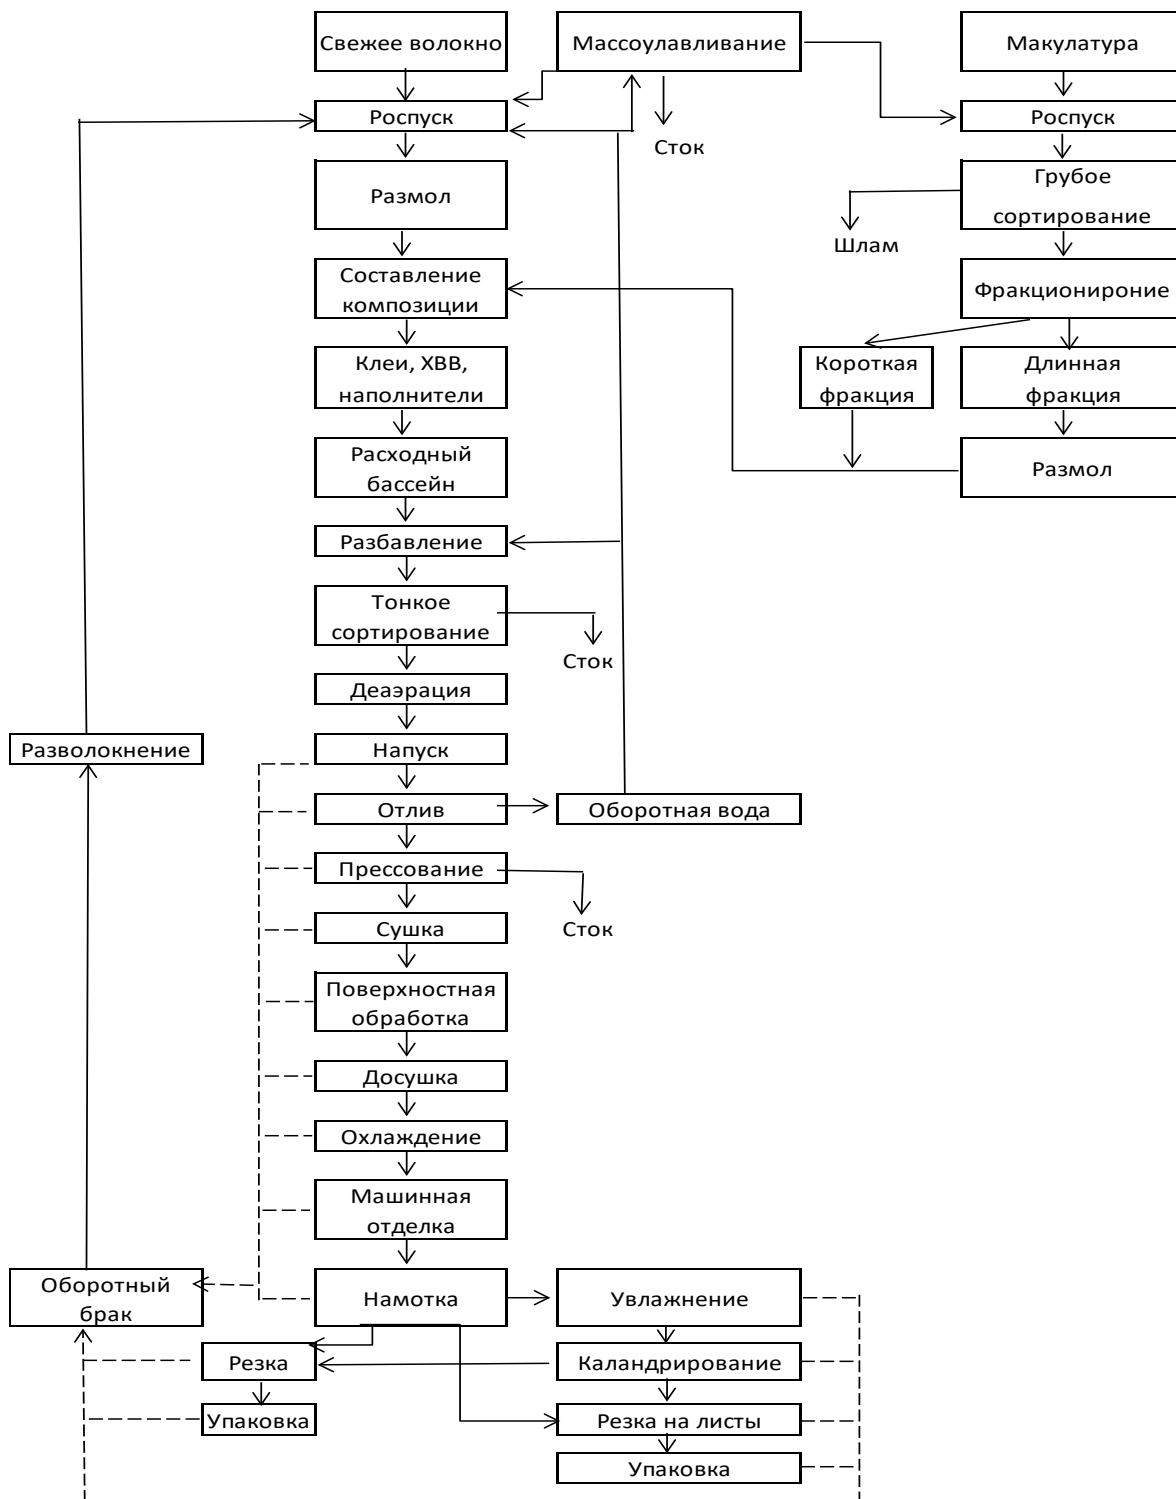 Свежее волокно
Массоулавливание
Макулатура
Роспуск
Роспуск
Сток
Размол
Грубое
сортирование
Шлам
Составление
композиции
Фракционироние
Клеи, ХВВ,
наполнители
Короткая
фракция
Длинная
фракция
Расходный
бассейн
Размол
Разбавление
Тонкое
сортирование
Сток
Деаэрация
Разволокнение
Напуск
Отлив
Оборотная вода
Прессование
Сушка
Сток
Поверхностная
обработка
Досушка
Охлаждение
Машинная
отделка
Оборотный
брак
Намотка
Увлажнение
Резка
Каландрирование
Упаковка
Резка на листы
Упаковка